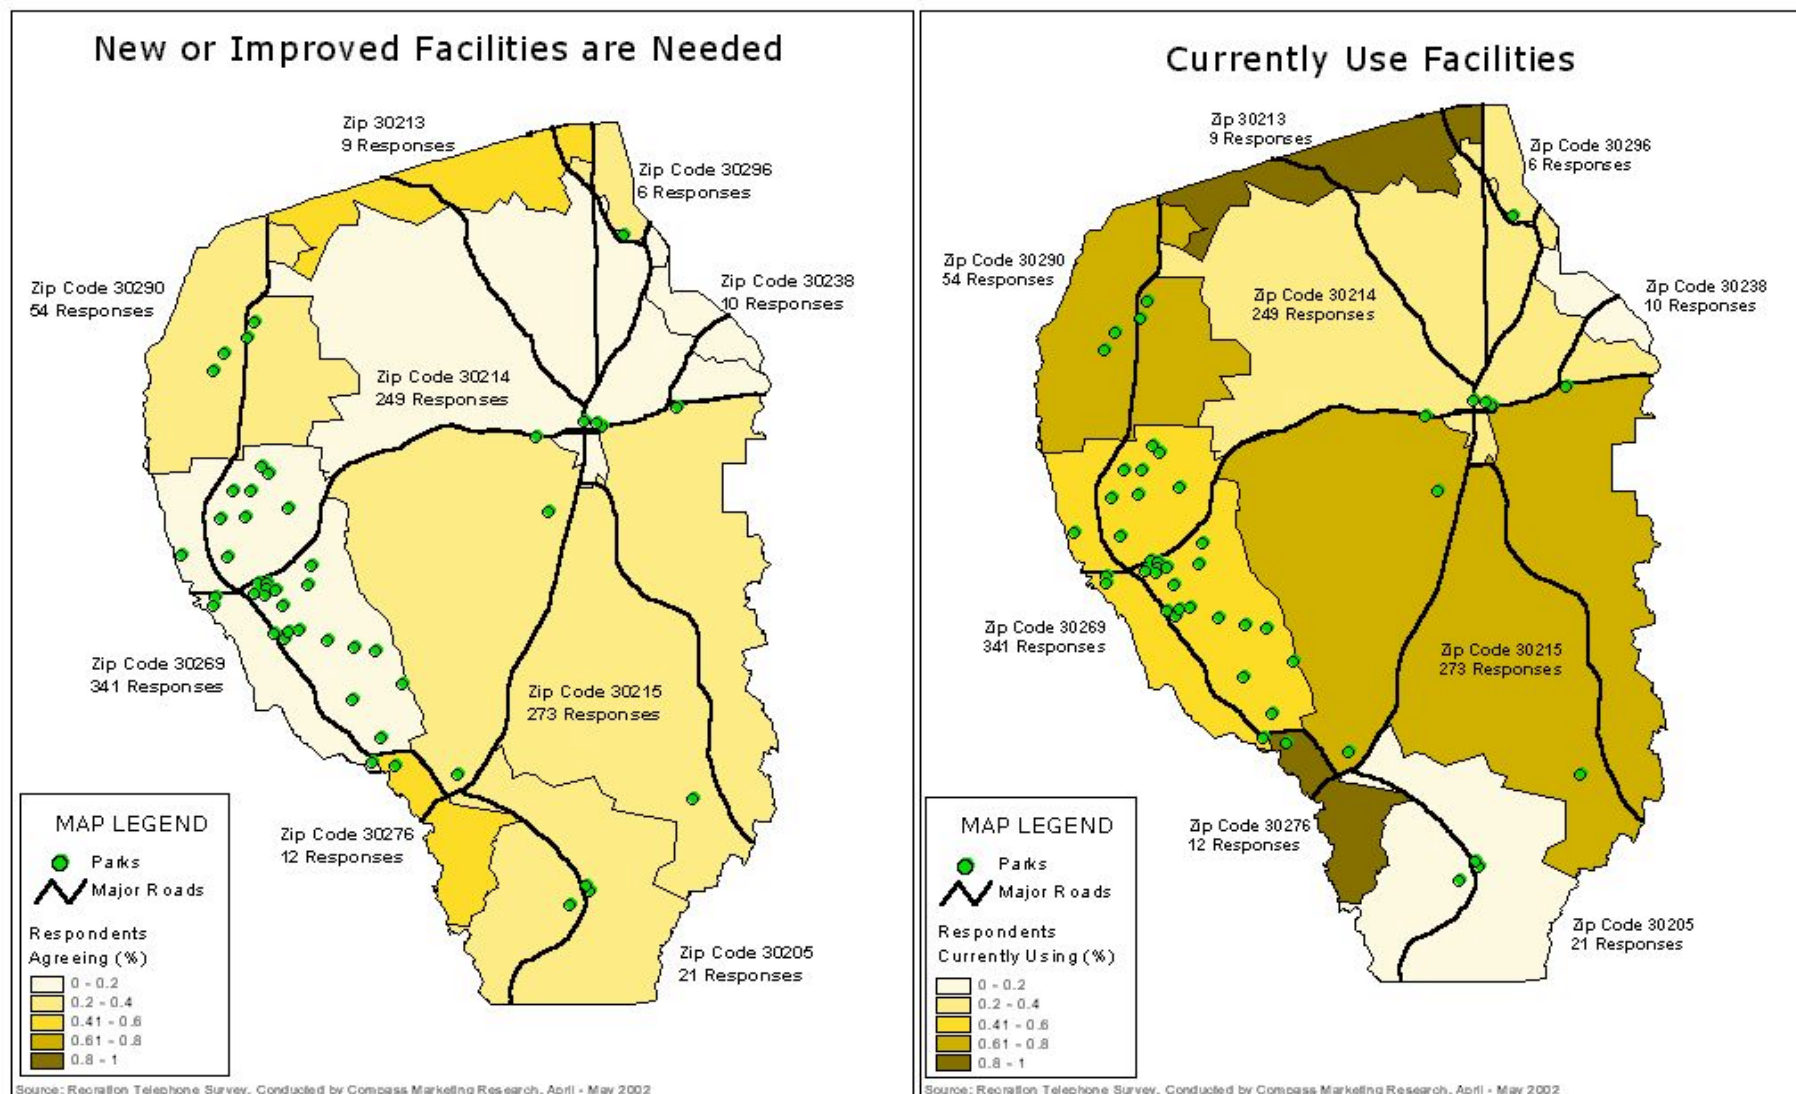 New or Improved Facilities are Needed
Zip 30213
9 Responses
Zip Code 30296
6 Responses
Zip Code 30290
54 Responses
Zip Code 30238
10 Responses
Zip Code 30214
249 Responses
Zip Code 30269
341 Responses
Zip Code 30215
273 Responses
Zip Code 30276
12 Responses
Zip Code 30205
21 Responses
MAP LEGEND
Parks
Major Roads
Respondents
Agreeing (%)
0 - 0.2
0.2 - 0.4
0.41 - 0.6
0.61 - 0.8
0.8 - 1
Source: Recration Telephone Survey, Conducted by Compass Marketing Research, April - May 2002
Currently Use Facilities
Zip 30213
9 Responses
Zip Code 30296
6 Responses
Zip Code 30290
54 Responses
Zip Code 30238
10 Responses
Zip Code 30214
249 Responses
Zip Code 30269
341 Responses
Zip Code 30215
273 Responses
Zip Code 30276
12 Responses
Zip Code 30205
21 Responses
MAP LEGEND
Parks
Major Roads
Respondents
Currently Using (%)
0 - 0.2
0.2 - 0.4
0.41 - 0.6
0.61 - 0.8
0.8 - 1
Source: Recration Telephone Survey, Conducted by Compass Marketing Research, April - May 2002